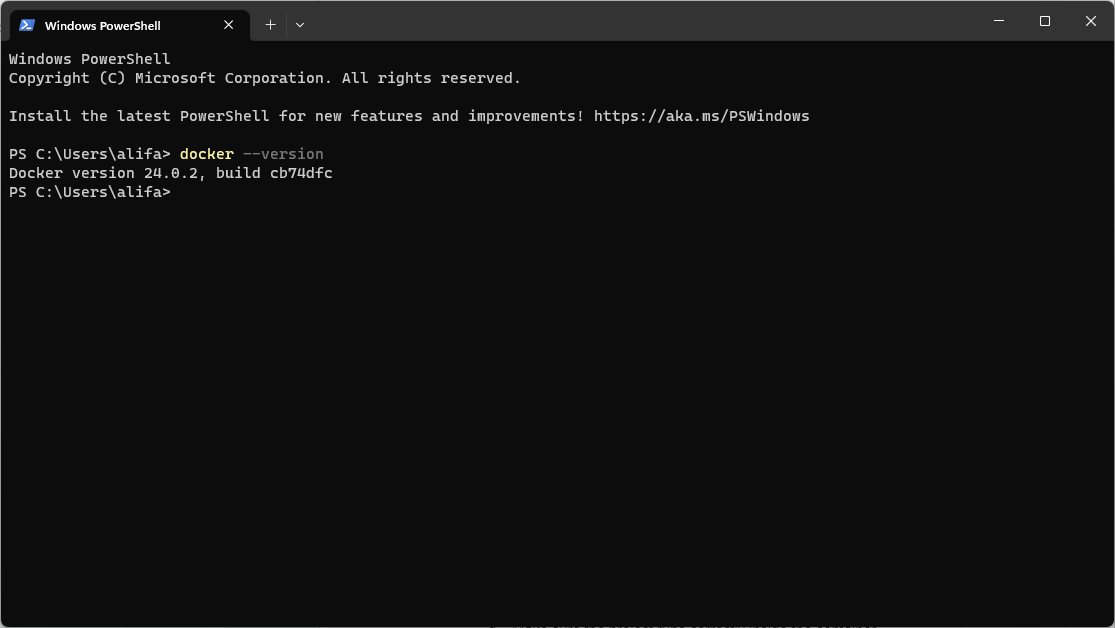 Windows PowerShell
Windows PowerShell
Copyright (C) Microsoft Corporation. All rights reserved.
Install the latest PowerShell for new features and improvements! https://aka.ms/PSWindows
PS C:\Users\alifa> docker --version
Docker version 24.0.2, build cb74dfc
PS C:\Users\alifa>